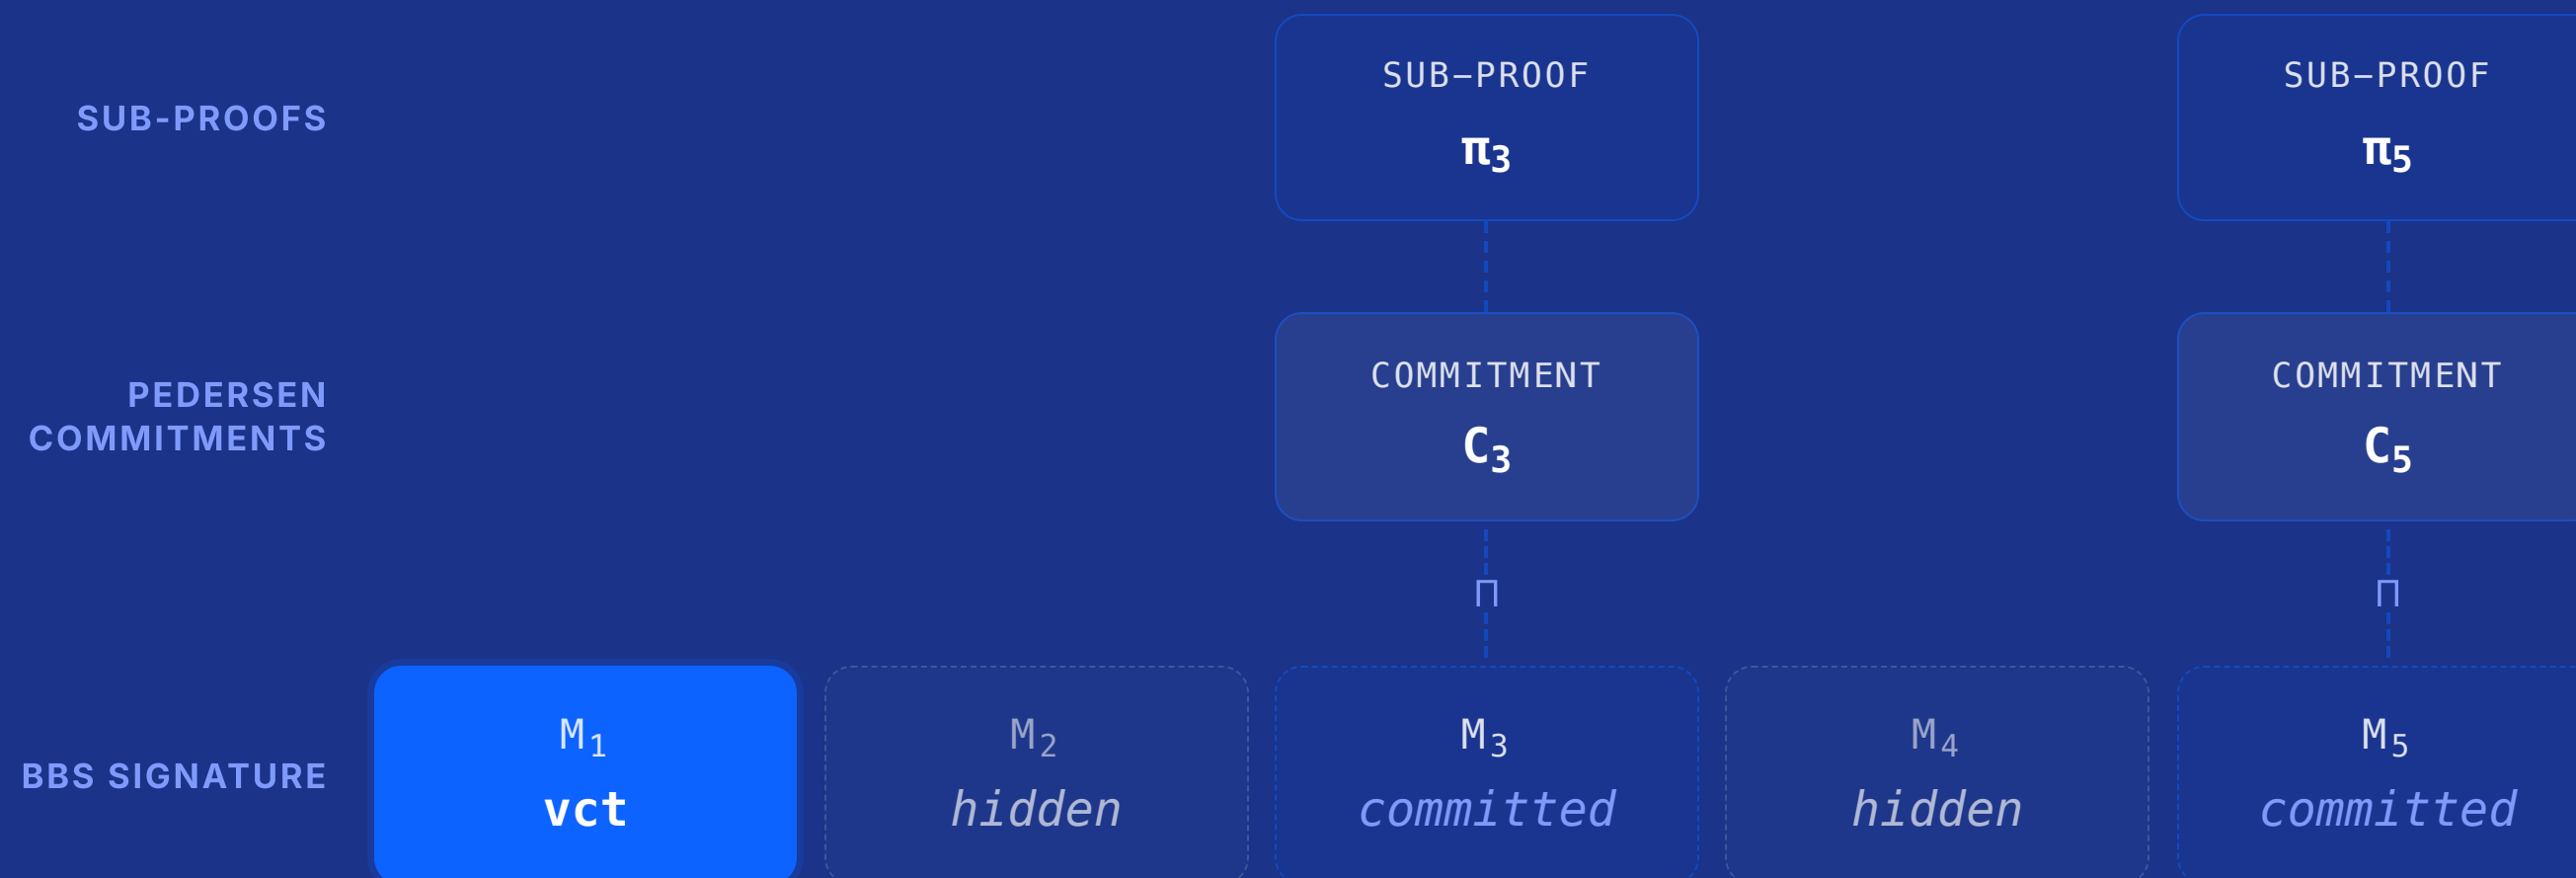 SUB-PROOFS
SUB–PROOF
π₃
SUB–PROOF
π₅
PEDERSEN
COMMITMENTS
COMMITMENT
C₃
COMMITMENT
C₅
Π
Π
BBS SIGNATURE
M₁
vct
M₂
hidden
M₃
committed
M₄
hidden
M₅
committed